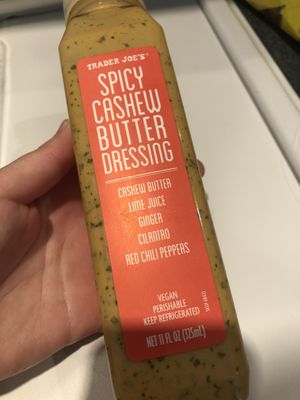 TRADER JOE'S
SPICY
CASHEW
BUTTER
DRESSING
CASHEW BUTTER
LIME JUICE
GINGER
CILANTRO
RED CHILI PEPPERS
VEGAN
PERISHABLE
KEEP REFRIGERATED
NET 11 FL OZ (325mL)